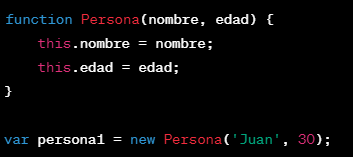 function Persona(nombre, edad) {
    this.nombre = nombre;
    this.edad = edad;
}

var persona1 = new Persona('Juan', 30);